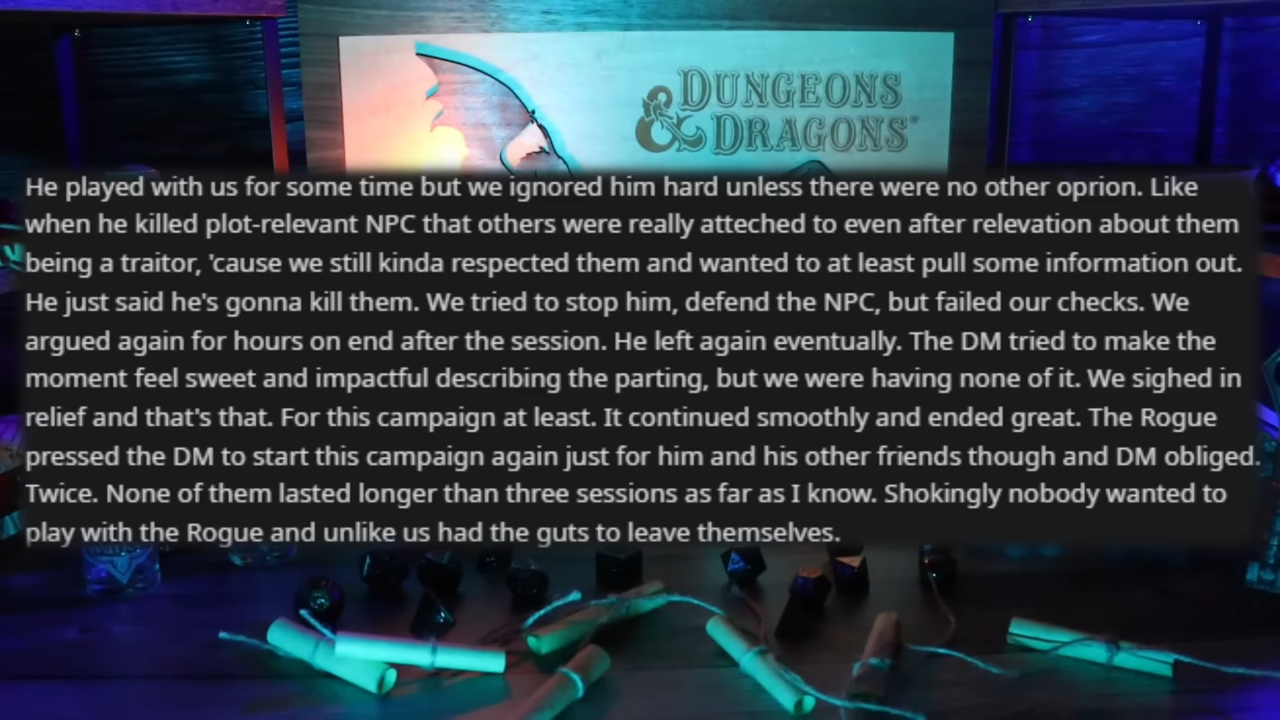 DUNGEONS
& DRAGONS®
He played with us for some time but we ignored him hard unless there were no other oprion. Like
when he killed plot-relevant NPC that others were really atteched to even after relevation about them
being a traitor, 'cause we still kinda respected them and wanted to at least pull some information out.
He just said he's gonna kill them. We tried to stop him, defend the NPC, but failed our checks. We
argued again for hours on end after the session. He left again eventually. The DM tried to make the
moment feel sweet and impactful describing the parting, but we were having none of it. We sighed in
relief and that's that. For this campaign at least. It continued smoothly and ended great. The Rogue
pressed the DM to start this campaign again just for him and his other friends though and DM obliged.
Twice. None of them lasted longer than three sessions as far as I know. Shokingly nobody wanted to
play with the Rogue and unlike us had the guts to leave themselves.